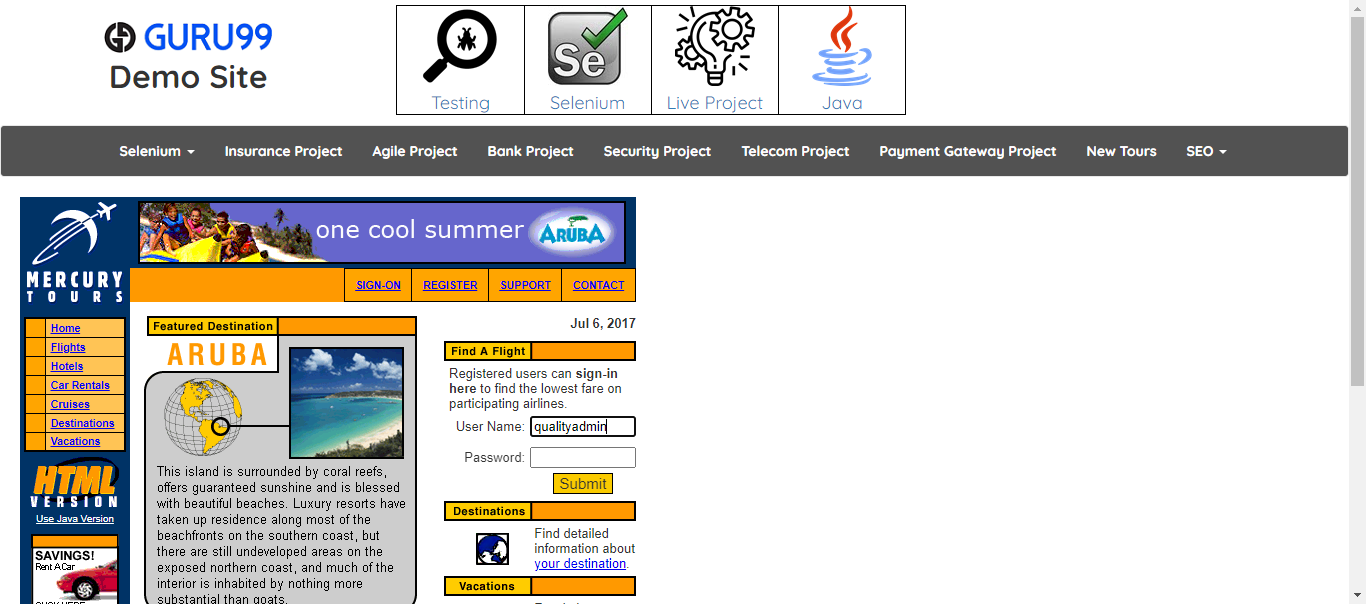 GURU99
Demo Site
Testing
Selenium
Live Project
Java
Selenium
Insurance Project
Agile Project
Bank Project
Security Project
Telecom Project
Payment Gateway Project
New Tours
SEO
MERCURY
TOURS
one cool summer
ARUBA
SIGN-ON
REGISTER
SUPPORT
CONTACT
Home
Flights
Hotels
Car Rentals
Cruises
Destinations
Vacations
HTML
VERSION
Use Java Version
SAVINGS!
Rent A Car
Featured Destination
ARUBA
This island is surrounded by coral reefs,
offers guaranteed sunshine and is blessed
with beautiful beaches. Luxury resorts have
taken up residence along most of the
beachfronts on the southern coast, but
there are still undeveloped areas on the
exposed northern coast, and much of the
interior is inhabited by nothing more
substantial than goats.
Jul 6, 2017
Find A Flight
Registered users can sign-in
here to find the lowest fare on
participating airlines.
User Name: qualityadmin
Password:
Submit
Destinations
Find detailed
information about
your destination.
Vacations